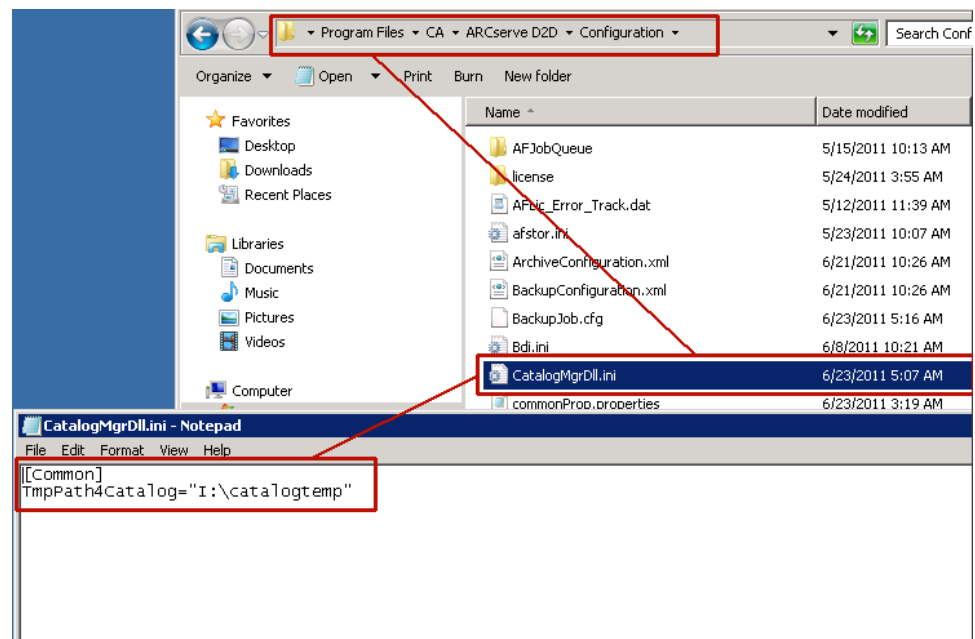 Program Files CA ARCserve D2D Configuration
Search Conf
Organize Open Print Burn New folder
Favorites
Desktop
Downloads
Recent Places
Libraries
Documents
Music
Pictures
Videos
Computer
Name Date modified
AFJobQueue 5/15/2011 10:13 AM
license 5/24/2011 3:55 AM
AFLic_Error_Track.dat 5/12/2011 11:39 AM
afstor.ini 5/23/2011 10:07 AM
ArchiveConfiguration.xml 6/21/2011 10:26 AM
BackupConfiguration.xml 6/21/2011 10:26 AM
BackupJob.cfg 6/23/2011 5:16 AM
Bdi.ini 6/8/2011 10:21 AM
CatalogMgrDll.ini 6/23/2011 5:07 AM
commonProp.properties 6/23/2011 3:19 AM
CatalogMgrDll.ini - Notepad
File Edit Format View Help
[Common]
TmpPath4Catalog="I:\catalogtemp"